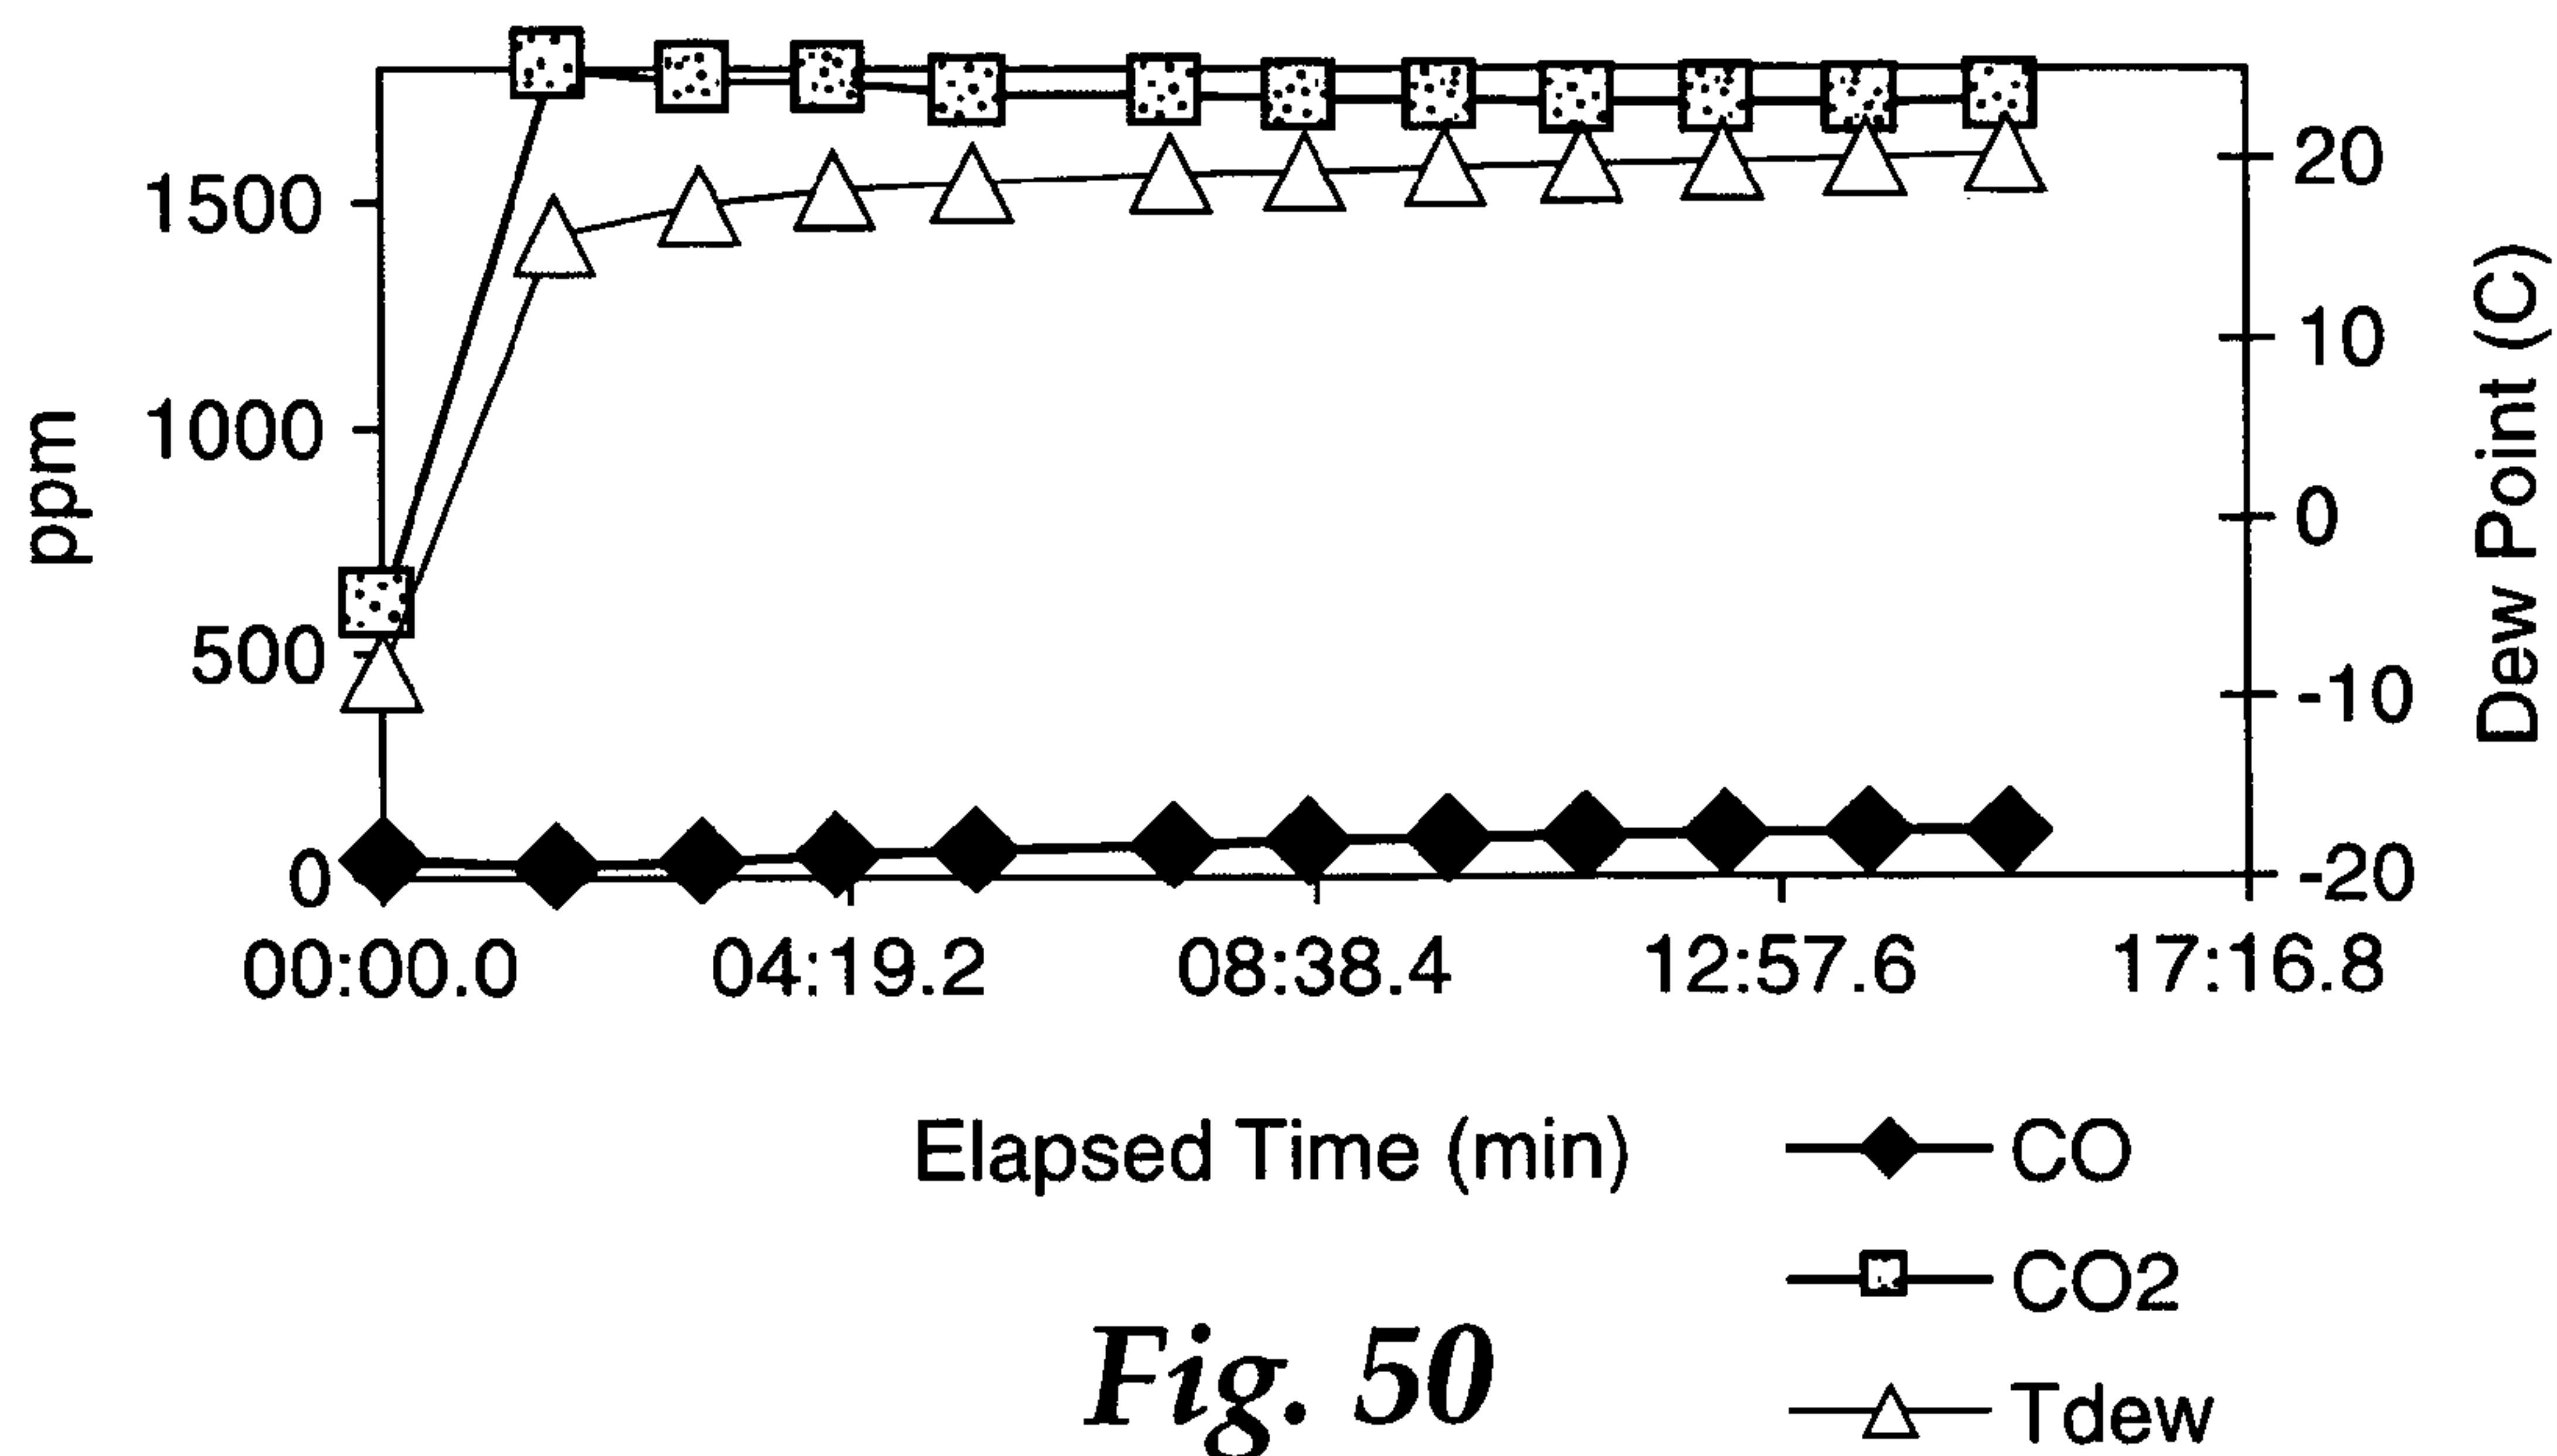 1500
1000
500
0
ppm
20
10
0
-10
-20
Dew Point (C)
00:00.0 04:19.2 08:38.4 12:57.6 17:16.8
Elapsed Time (min)
CO
CO2
Tdew
Fig. 50